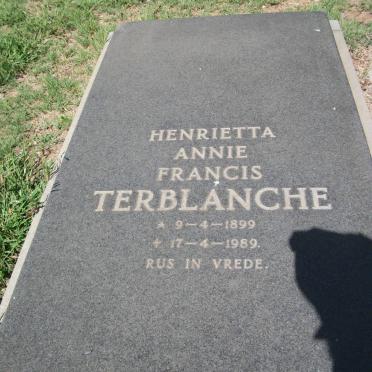 HENRIETTA
ANNIE
FRANCIS
TERBLANCHE
* 9-4-1899
+ 17-4-1989.
RUS IN VREDE.